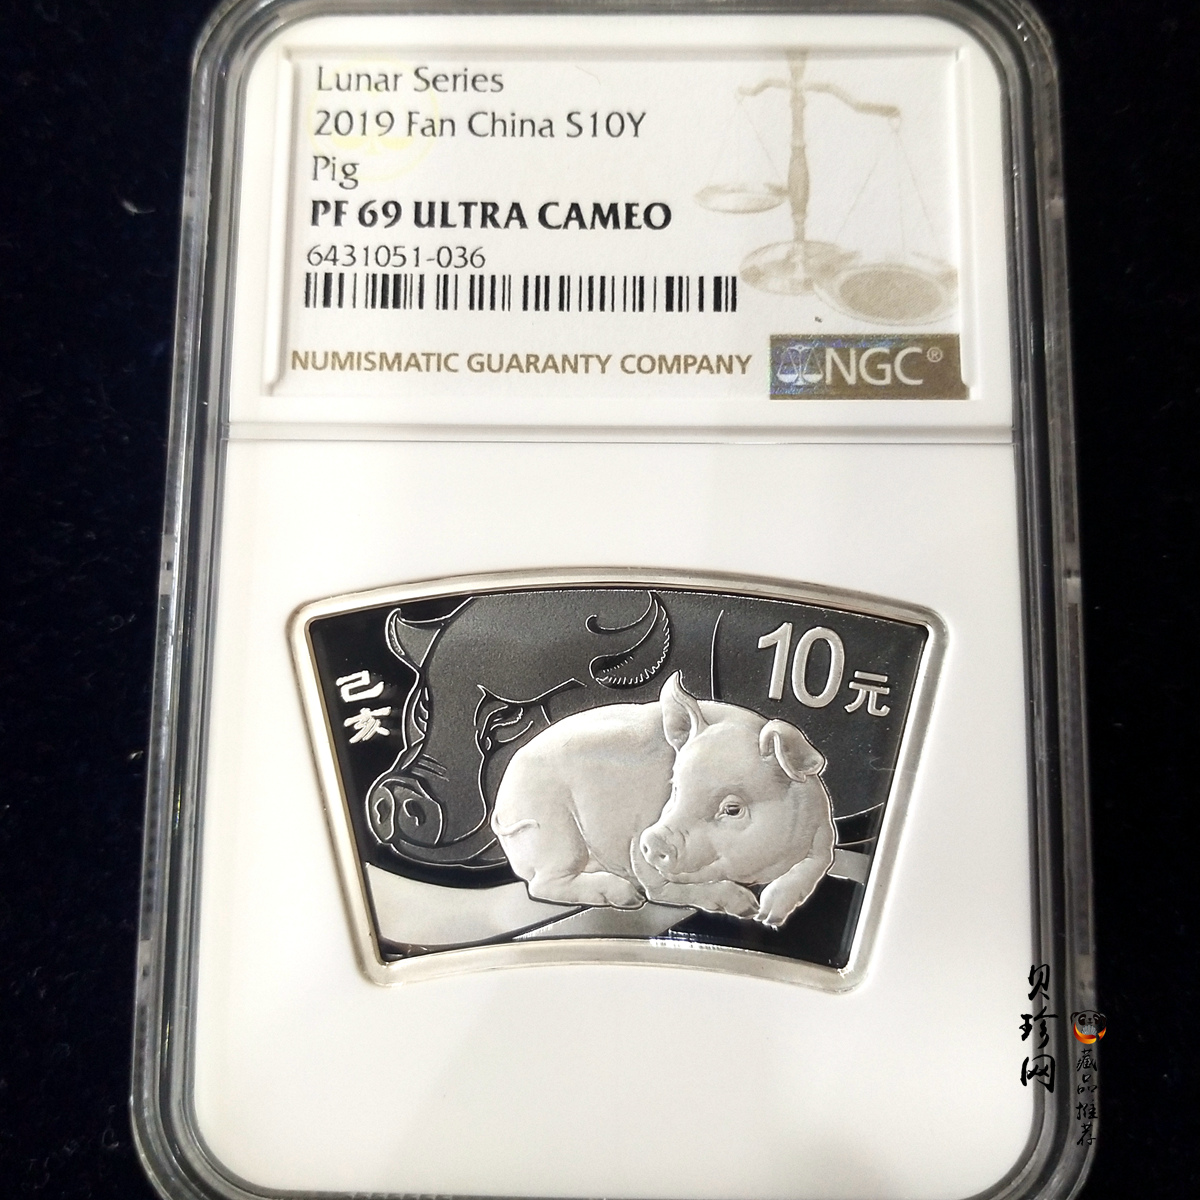 Lunar Series
2019 Fan China S10Y
Pig
PF 69 ULTRA CAMEO
6431051-036
NUMISMATIC GUARANTY COMPANY
NGC®
10元
己亥
贝珍网
藏品推荐